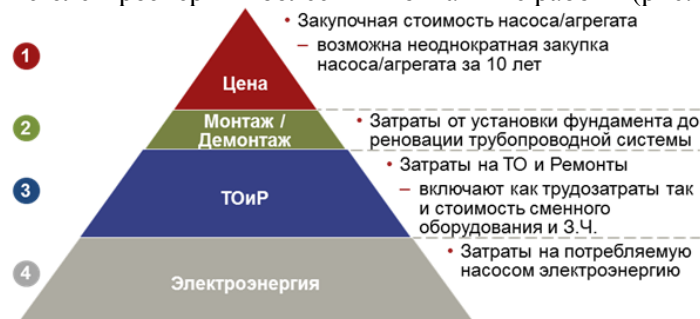 • Закупочная стоимость насоса/агрегата
– возможна неоднократная закупка
насоса/агрегата за 10 лет
1
Цена
2
Монтаж /
Демонтаж
• Затраты от установки фундамента до
реновации трубопроводной системы
• Затраты на ТО и Ремонты
– включают как трудозатраты так
и стоимость сменного
оборудования и З.Ч.
3
ТОиР
• Затраты на потребляемую
насосом электроэнергию
4
Электроэнергия